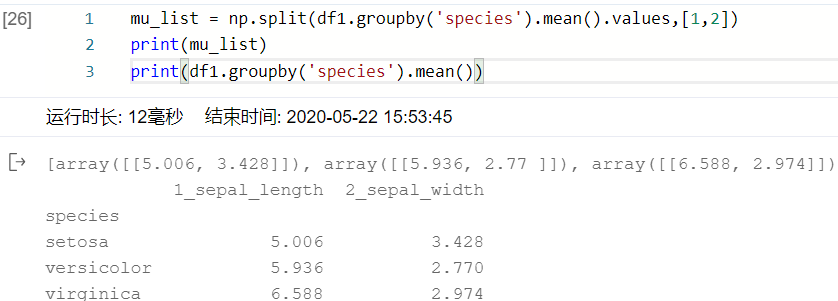 [26]
1 mu_list = np.split(df1.groupby('species').mean().values,[1,2])
2 print(mu_list)
3 print(df1.groupby('species').mean())
运行时长: 12毫秒 结束时间: 2020-05-22 15:53:45
[array([[5.006, 3.428]]), array([[5.936, 2.77 ]]), array([[6.588, 2.974]])
1_sepal_length 2_sepal_width
species
setosa 5.006 3.428
versicolor 5.936 2.770
virginica 6.588 2.974